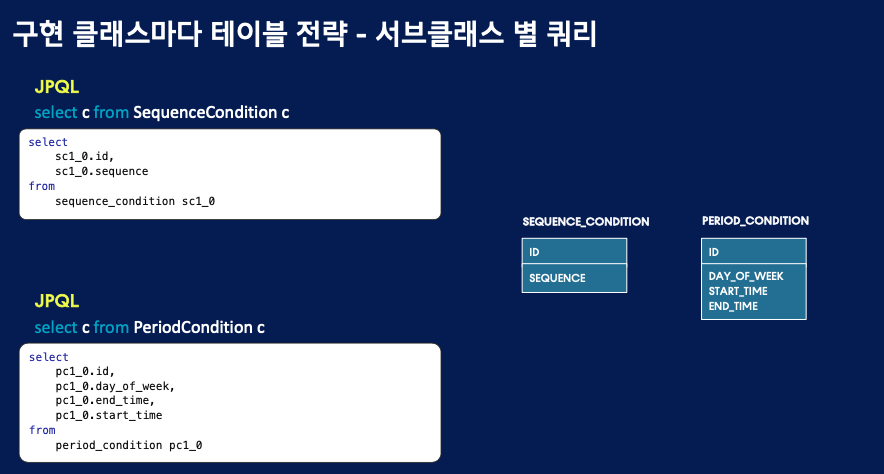 구현 클래스마다 테이블 전략 - 서브클래스 별 쿼리
JPQL
select c from SequenceCondition c
select
sc1_0.id,
sc1_0.sequence
from
sequence_condition sc1_0
SEQUENCE_CONDITION
ID
SEQUENCE
PERIOD_CONDITION
ID
DAY_OF_WEEK
START_TIME
END_TIME
JPQL
select c from PeriodCondition c
select
pc1_0.id,
pc1_0.day_of_week,
pc1_0.end_time,
pc1_0.start_time
from
period_condition pc1_0